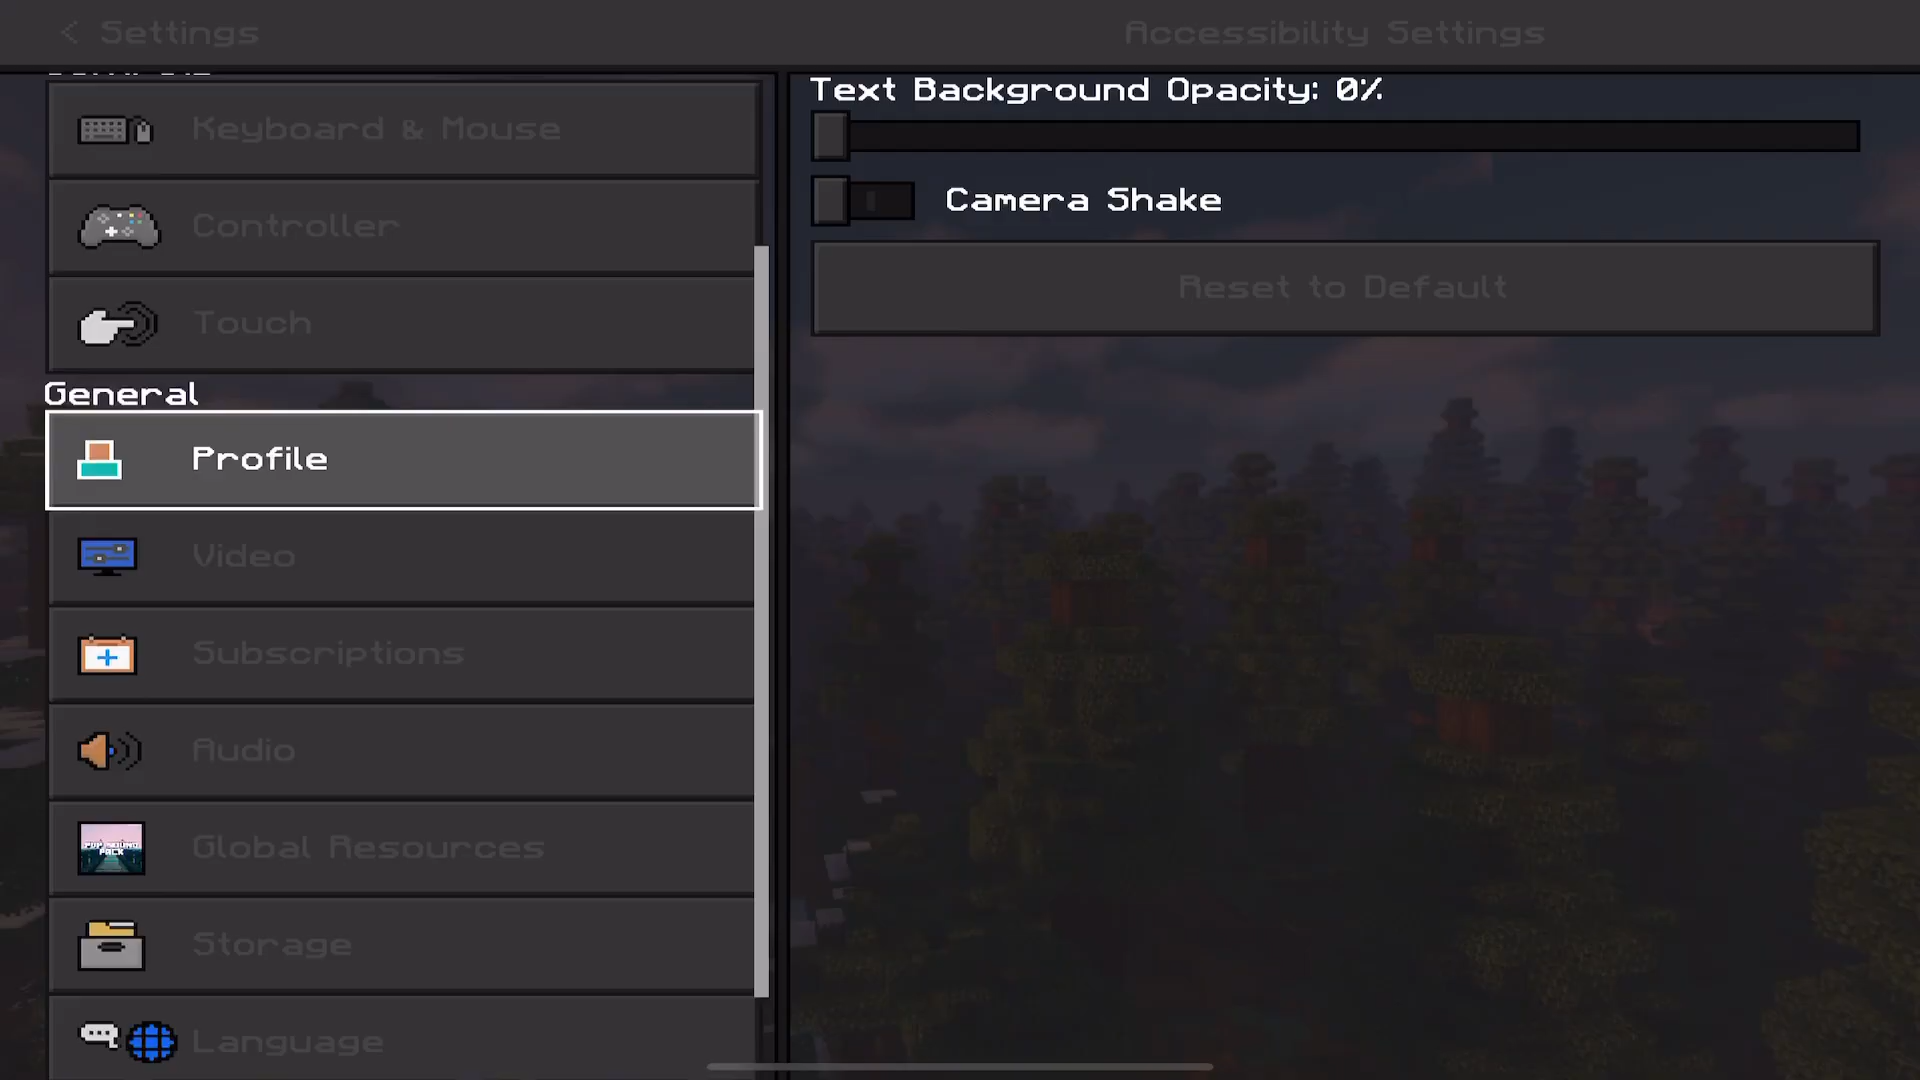 < Settings
Accessibility Settings
Keyboard & Mouse
Controller
Touch
General
Profile
Video
Subscriptions
Audio
Global Resources
Storage
Language
Text Background Opacity: 0%
Camera Shake
Reset to Default